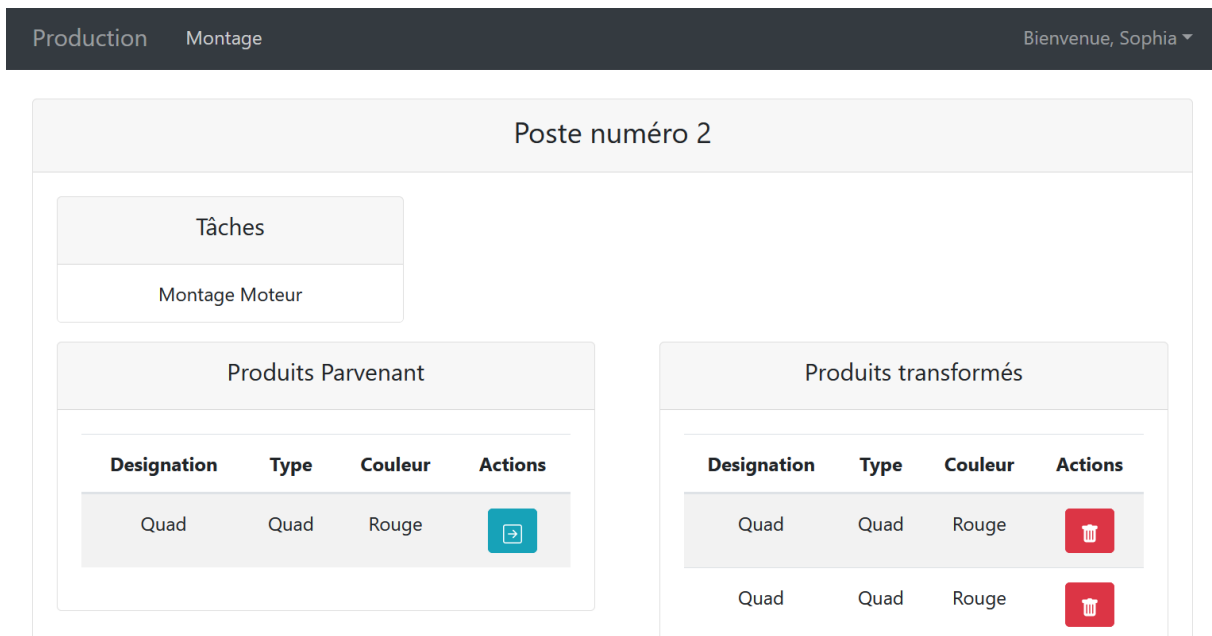 Production Montage Bienvenue, Sophia
Poste numéro 2
Tâches
Montage Moteur
Produits Parvenant
Designation Type Couleur Actions
Quad Quad Rouge
Produits transformés
Designation Type Couleur Actions
Quad Quad Rouge
Quad Quad Rouge